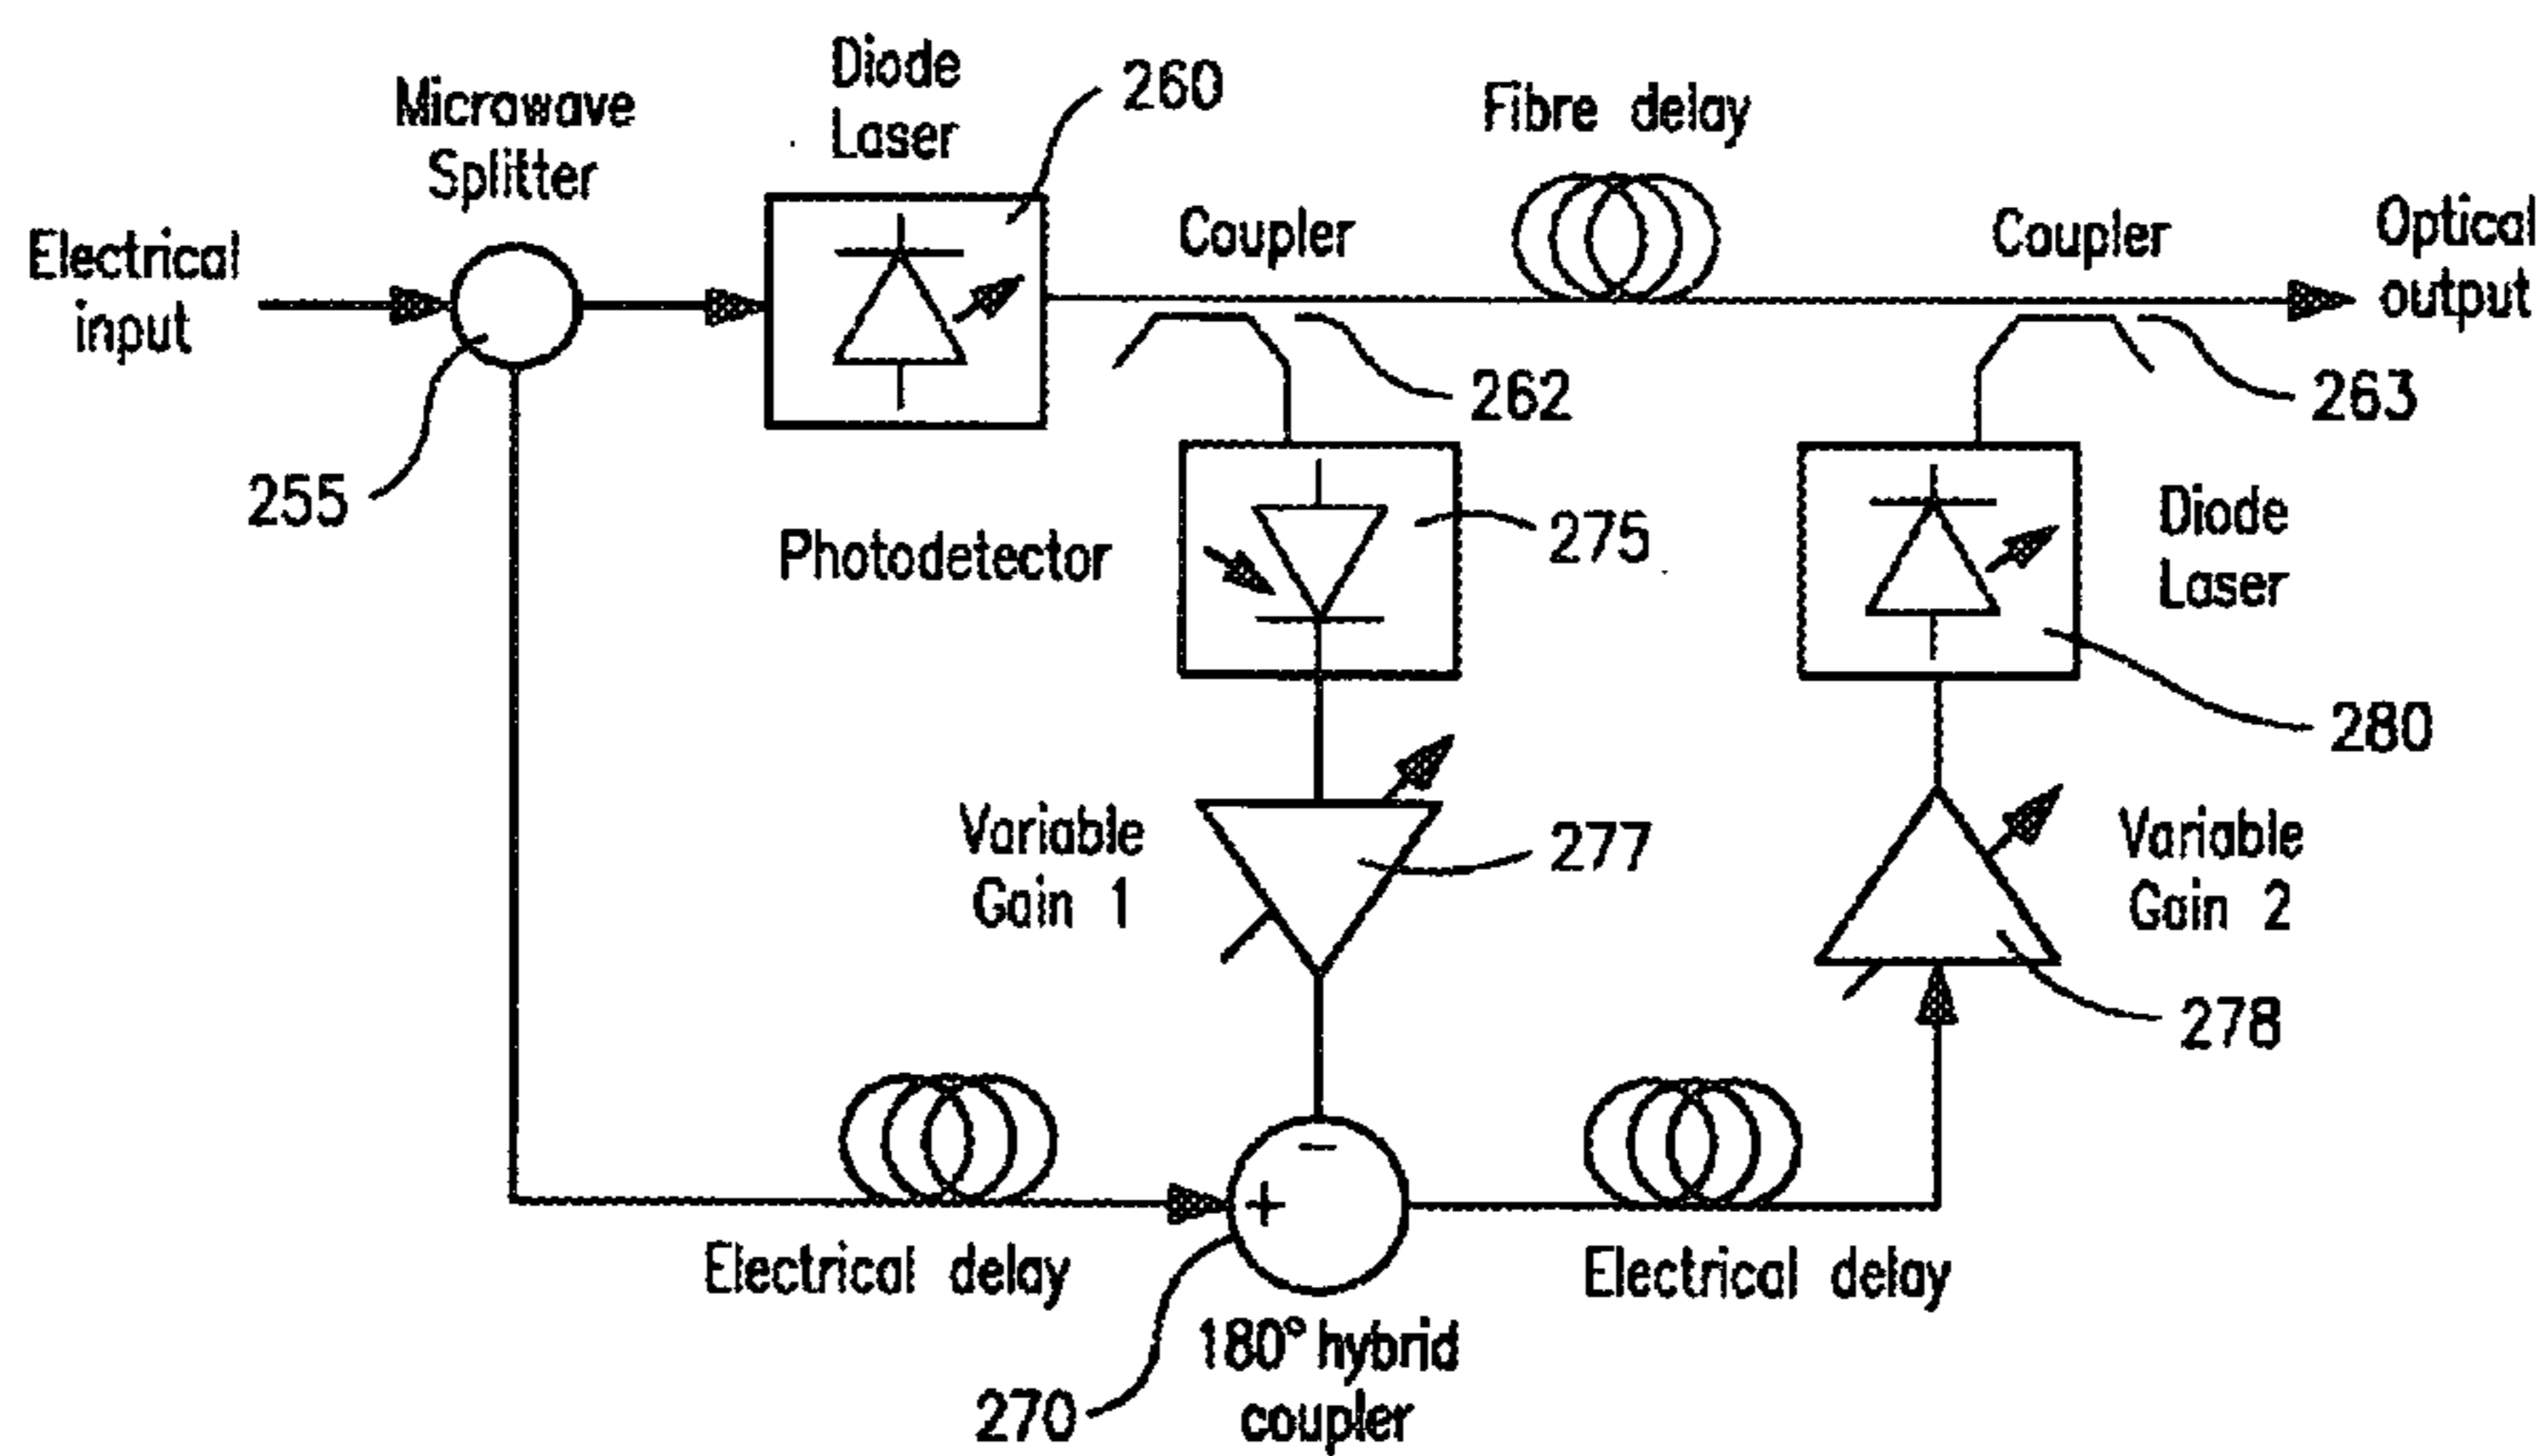 Electrical
input
Microwave
Splitter
255
Diode
Laser
260
Coupler
262
Fibre delay
Coupler
263
Optical
output
Photodetector
275
Diode
Laser
280
Variable
Gain 1
277
Variable
Gain 2
278
Electrical delay
+
−
270
180° hybrid
coupler
Electrical delay